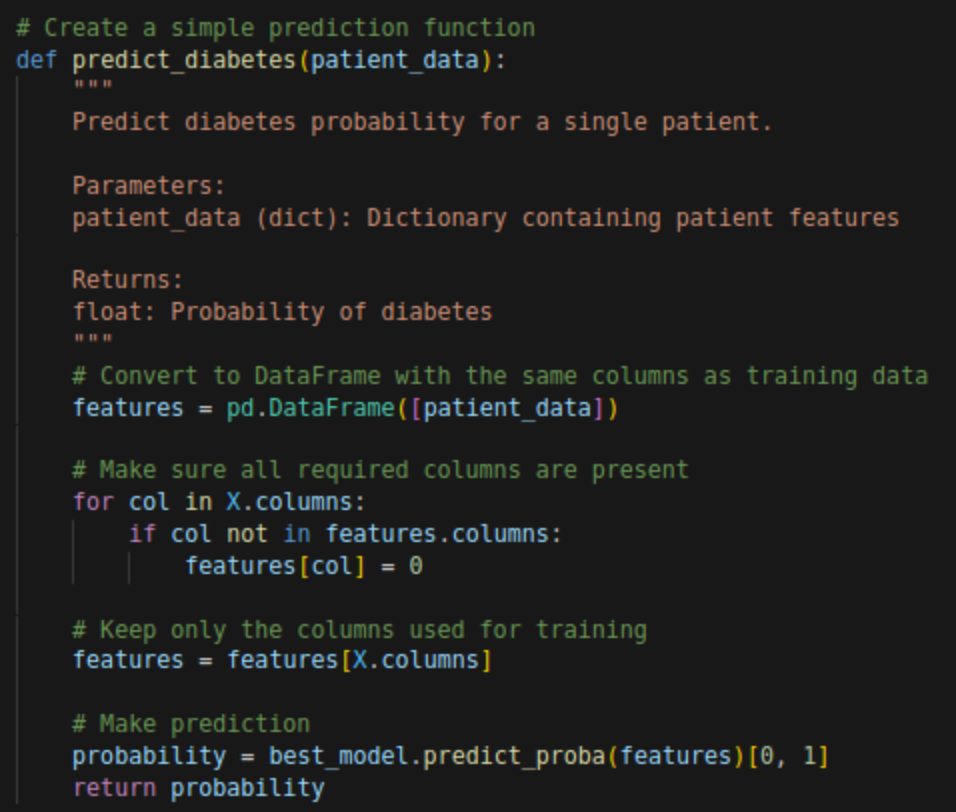 # Create a simple prediction function
def predict_diabetes(patient_data):
    """
    Predict diabetes probability for a single patient.

    Parameters:
    patient_data (dict): Dictionary containing patient features

    Returns:
    float: Probability of diabetes
    """
    # Convert to DataFrame with the same columns as training data
    features = pd.DataFrame([patient_data])

    # Make sure all required columns are present
    for col in X.columns:
        if col not in features.columns:
            features[col] = 0

    # Keep only the columns used for training
    features = features[X.columns]

    # Make prediction
    probability = best_model.predict_proba(features)[0, 1]
    return probability